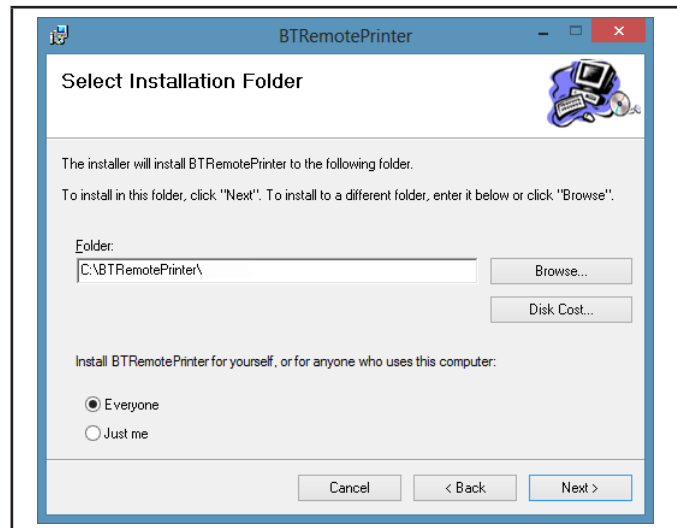 BTRemotePrinter
Select Installation Folder
The installer will install BTRemotePrinter to the following folder.
To install in this folder, click "Next". To install to a different folder, enter it below or click "Browse".
Folder:
C:\BTRemotePrinter\
Browse...
Disk Cost...
Install BTRemotePrinter for yourself, or for anyone who uses this computer:
Everyone
Just me
Cancel
< Back
Next >